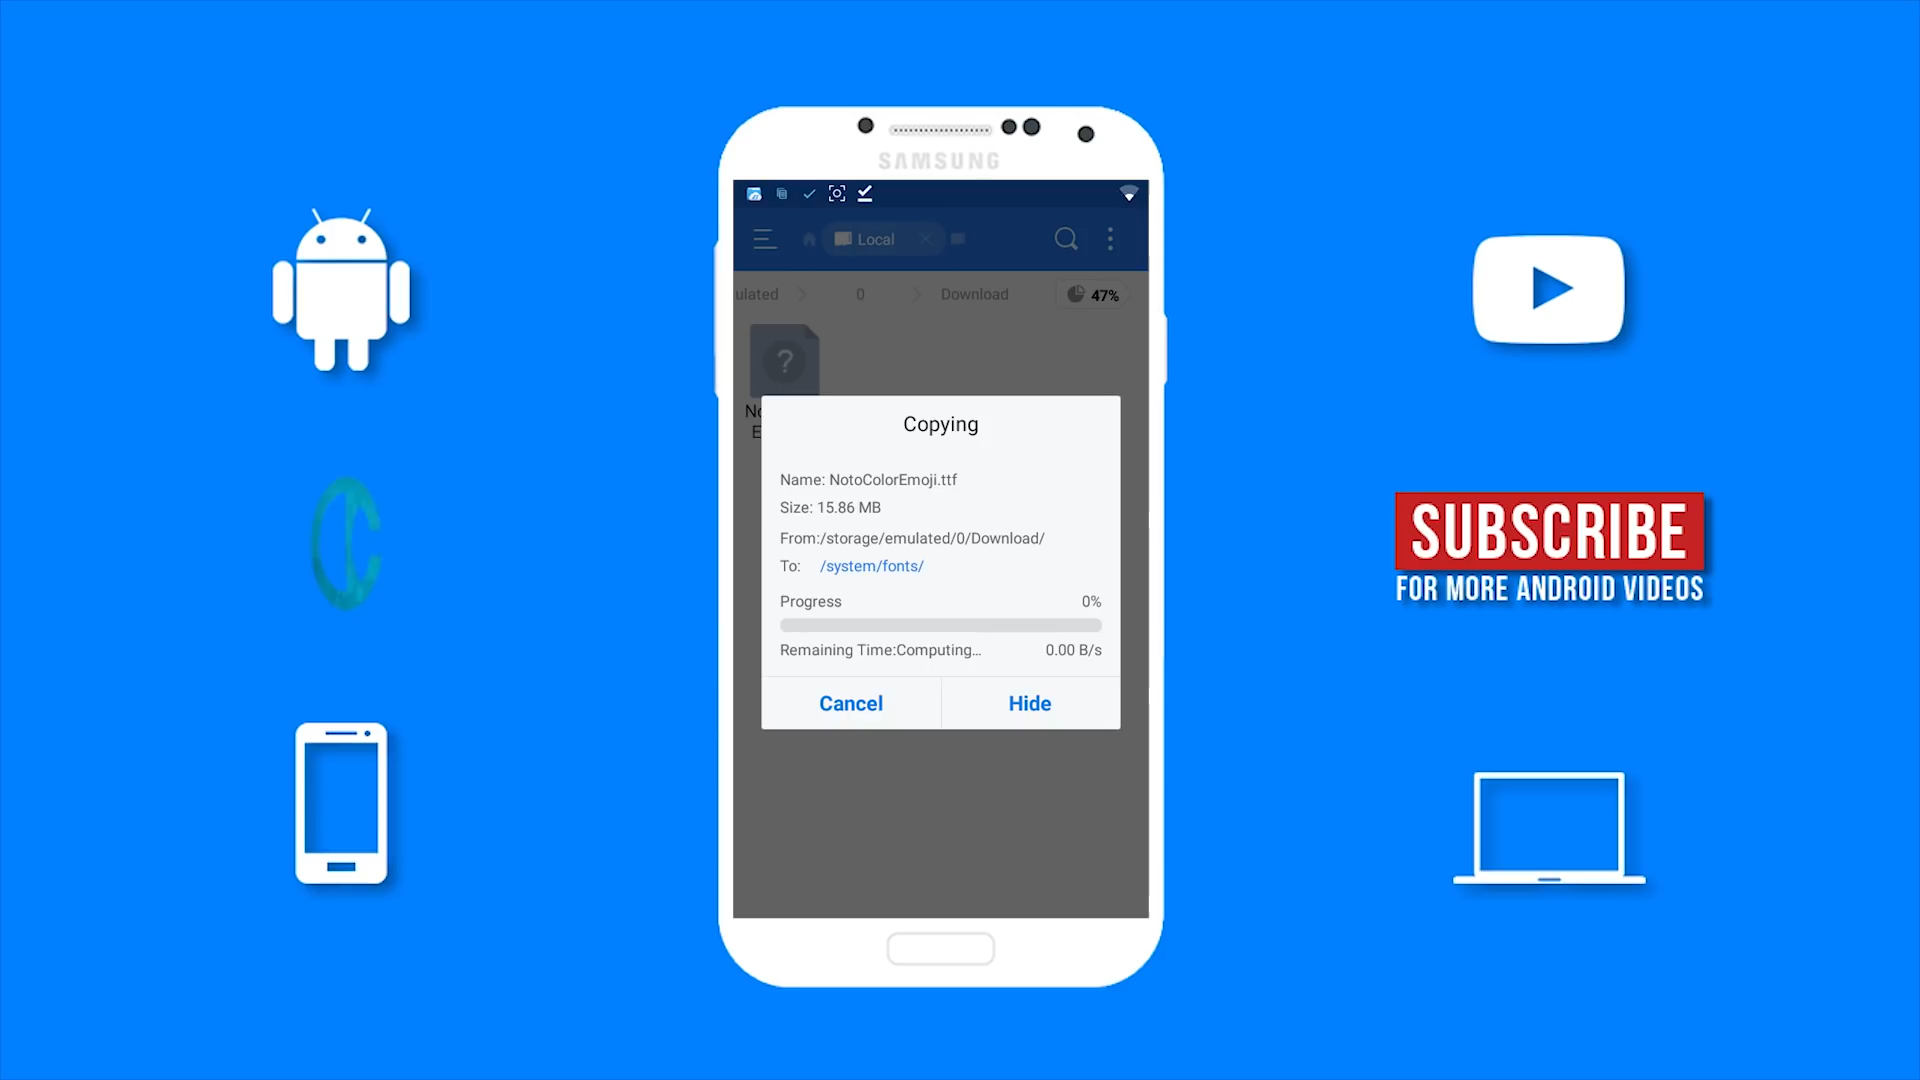 SAMSUNG
Local
ulated
0
Download
47%
Copying
Name: NotoColorEmoji.ttf
Size: 15.86 MB
From:/storage/emulated/0/Download/
To: /system/fonts/
Progress 0%
Remaining Time:Computing... 0.00 B/s
Cancel
Hide
SUBSCRIBE
FOR MORE ANDROID VIDEOS